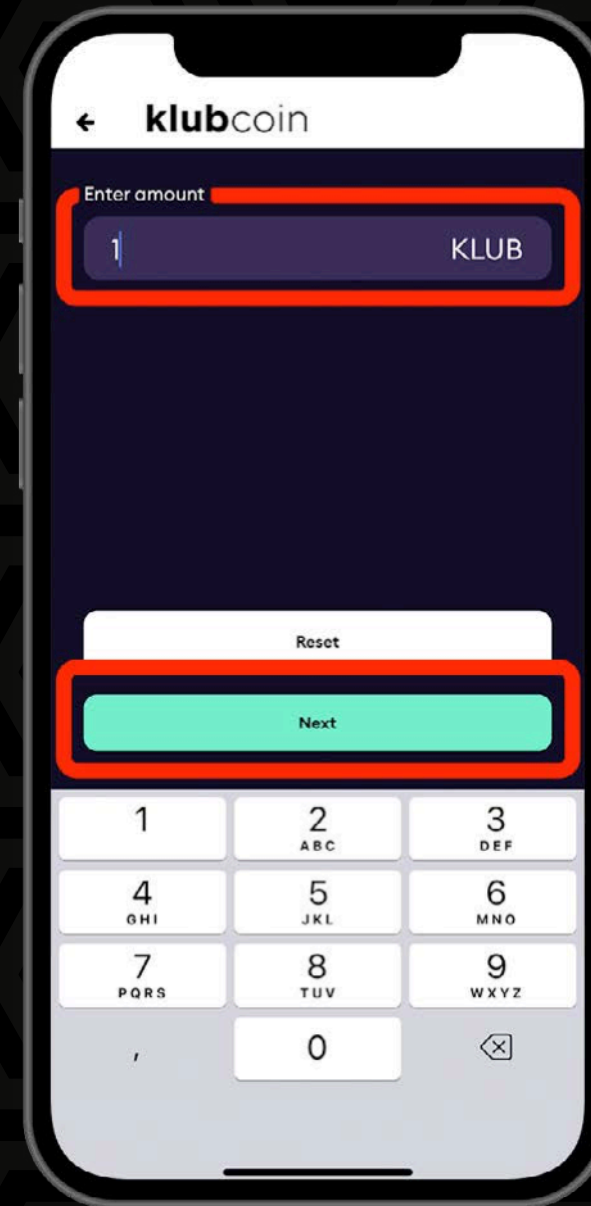 klubcoin
Enter amount
1 KLUB
Reset
Next
1 2 3
ABC DEF
4 5 6
GHI JKL MNO
7 8 9
PQRS TUV WXYZ
, 0